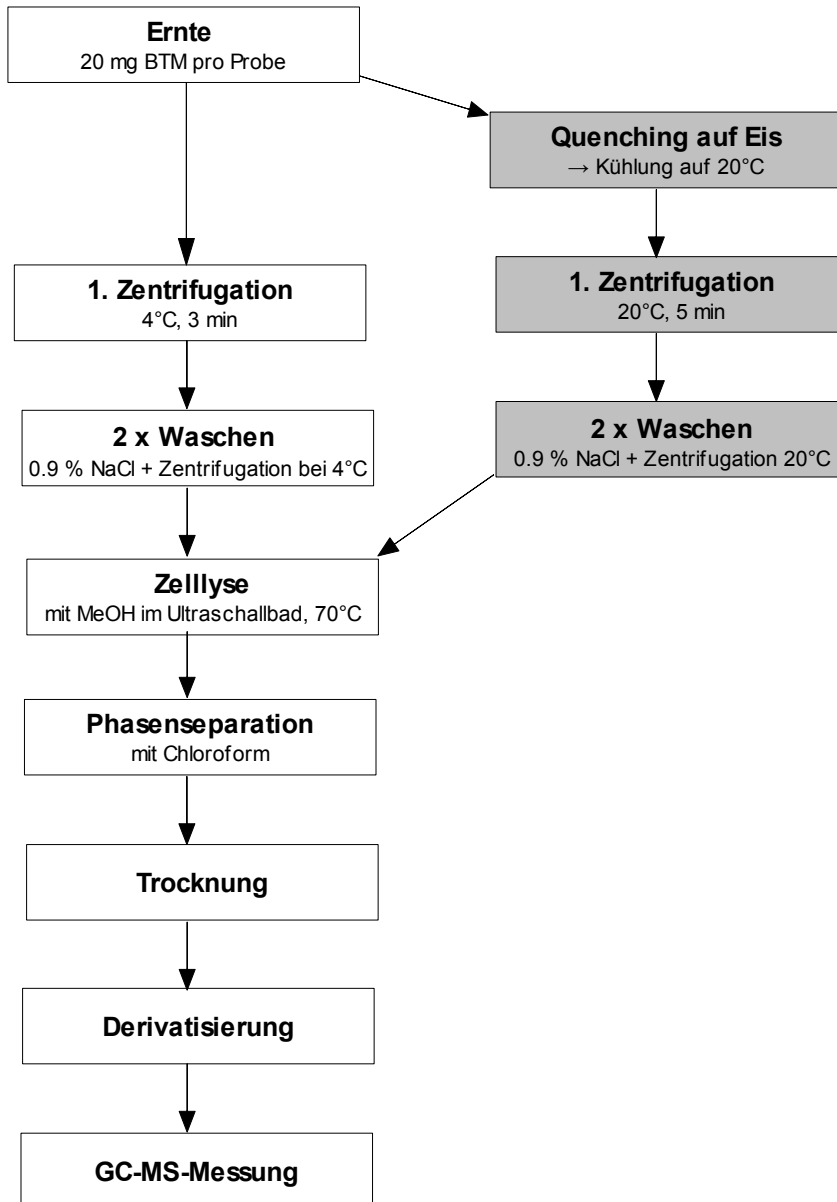 Ernte
20 mg BTM pro Probe
Quenching auf Eis
→ Kühlung auf 20°C
1. Zentrifugation
4°C, 3 min
1. Zentrifugation
20°C, 5 min
2 x Waschen
0.9 % NaCl + Zentrifugation bei 4°C
2 x Waschen
0.9 % NaCl + Zentrifugation 20°C
Zelllyse
mit MeOH im Ultraschallbad, 70°C
Phasenseparation
mit Chloroform
Trocknung
Derivatisierung
GC-MS-Messung